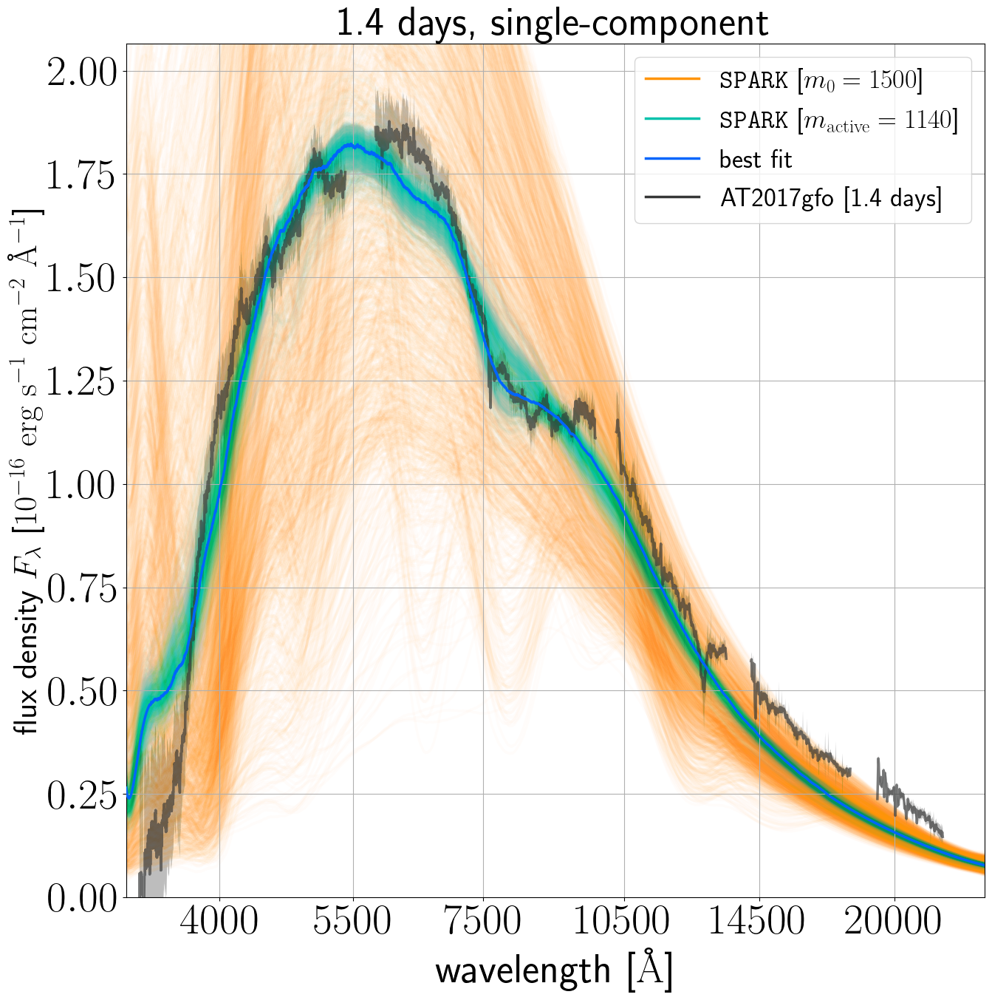 1.4 days, single-component
SPARK [m₀ = 1500]
SPARK [m_active = 1140]
best fit
AT2017gfo [1.4 days]
flux density F_λ [10⁻¹⁶ erg s⁻¹ cm⁻² Å⁻¹]
2.00
1.75
1.50
1.25
1.00
0.75
0.50
0.25
0.00
4000 5500 7500 10500 14500 20000
wavelength [Å]